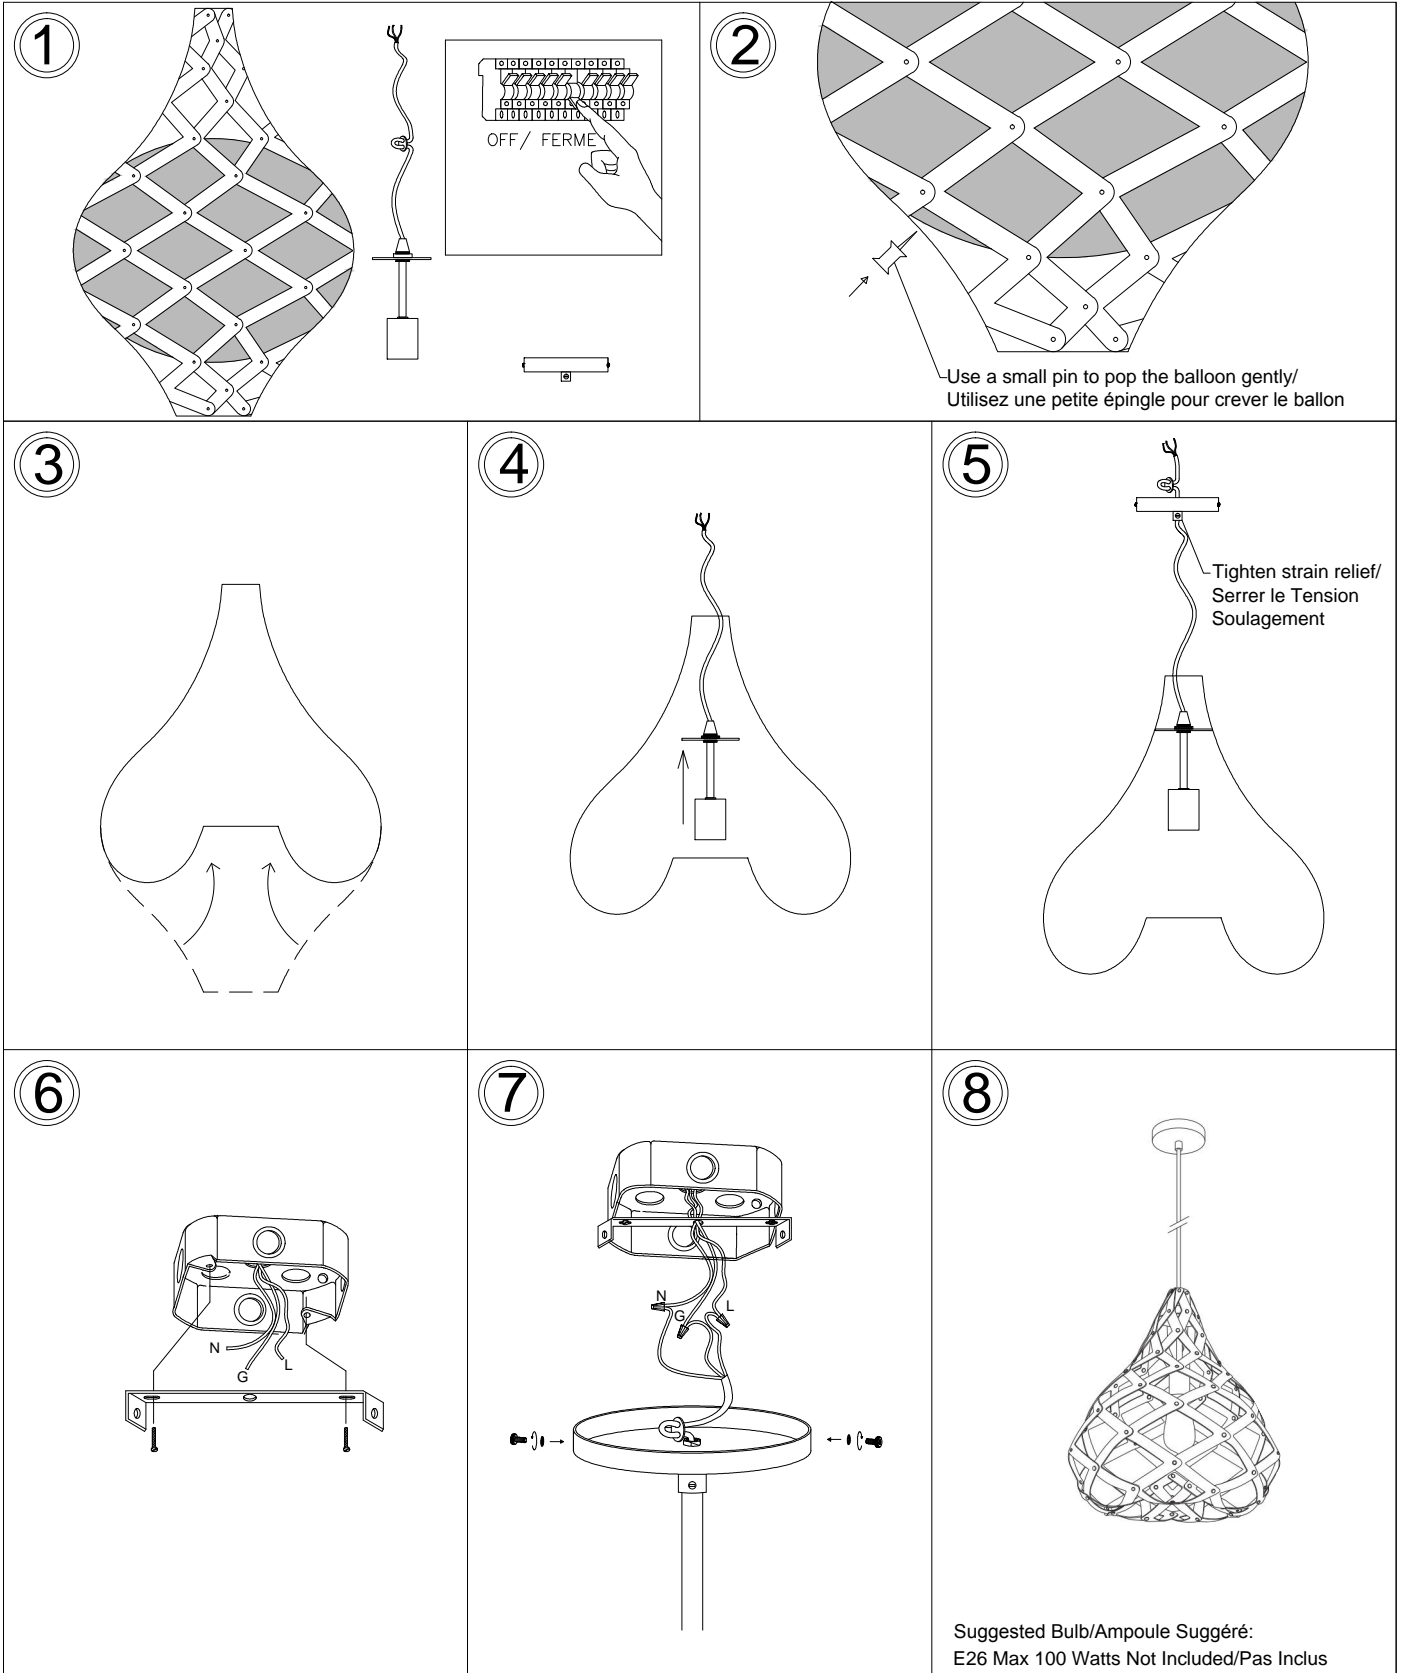 1
OFF/ FERME
2
Use a small pin to pop the balloon gently/
Utilisez une petite épingle pour crever le ballon
3
4
5
Tighten strain relief/
Serrer le Tension
Soulagement
6
N
G
L
7
N
G
L
8
Suggested Bulb/Ampoule Suggéré:
E26 Max 100 Watts Not Included/Pas Inclus